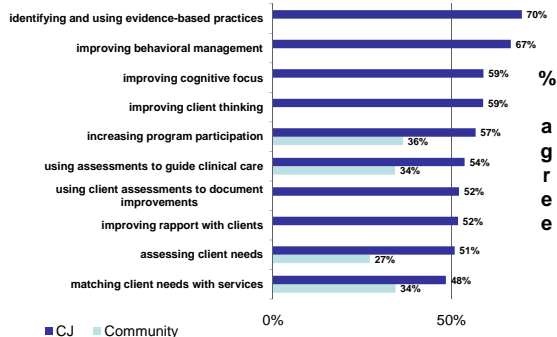 identifying and using evidence-based practices 70%
improving behavioral management 67%
improving cognitive focus 59%
improving client thinking 59%
increasing program participation 57%
36%
using assessments to guide clinical care 54%
34%
using client assessments to document
improvements 52%
improving rapport with clients 52%
assessing client needs 51%
27%
matching client needs with services 48%
34%
0% 50%
CJ Community
% agree